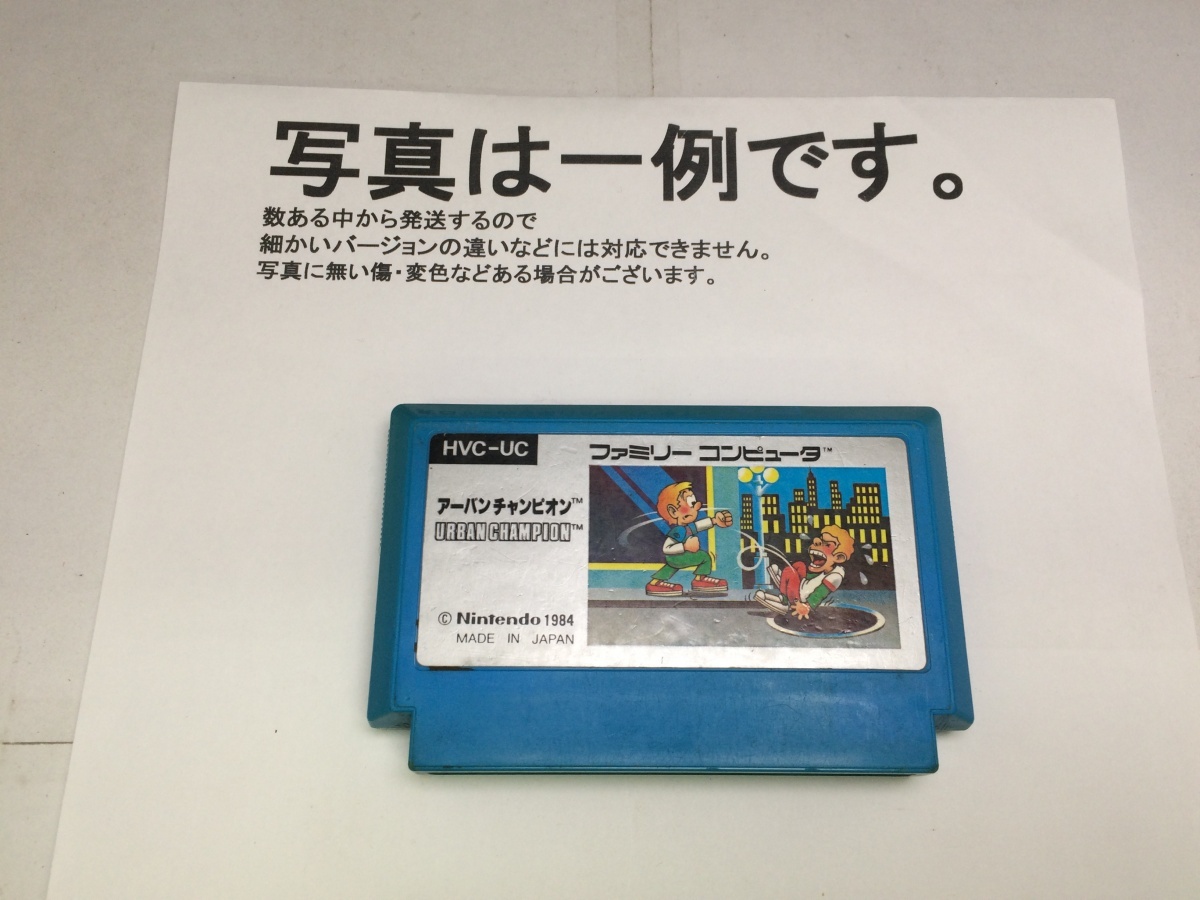 写真は一例です。
数ある中から発送するので
細かいバージョンの違いなどには対応できません。
写真に無い傷・変色などある場合がございます。
HVC-UC
ファミリー コンピュータ™
アーバンチャンピオン™
URBAN CHAMPION™
© Nintendo 1984
MADE IN JAPAN